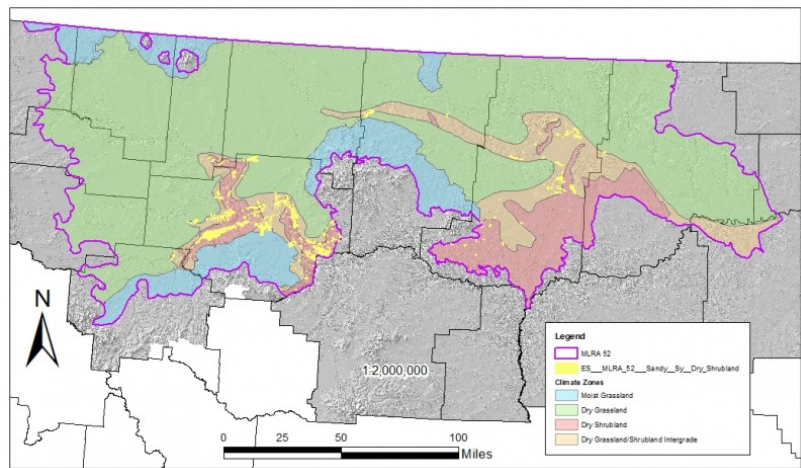 N
1:2,000,000
0 25 50 100
Miles
Legend
MLRA 52
ES___MLRA_52___Sandy__Sy__Dry_Shrubland
Climate Zones
Moist Grassland
Dry Grassland
Dry Shrubland
Dry Grassland/Shrubland Intergrade